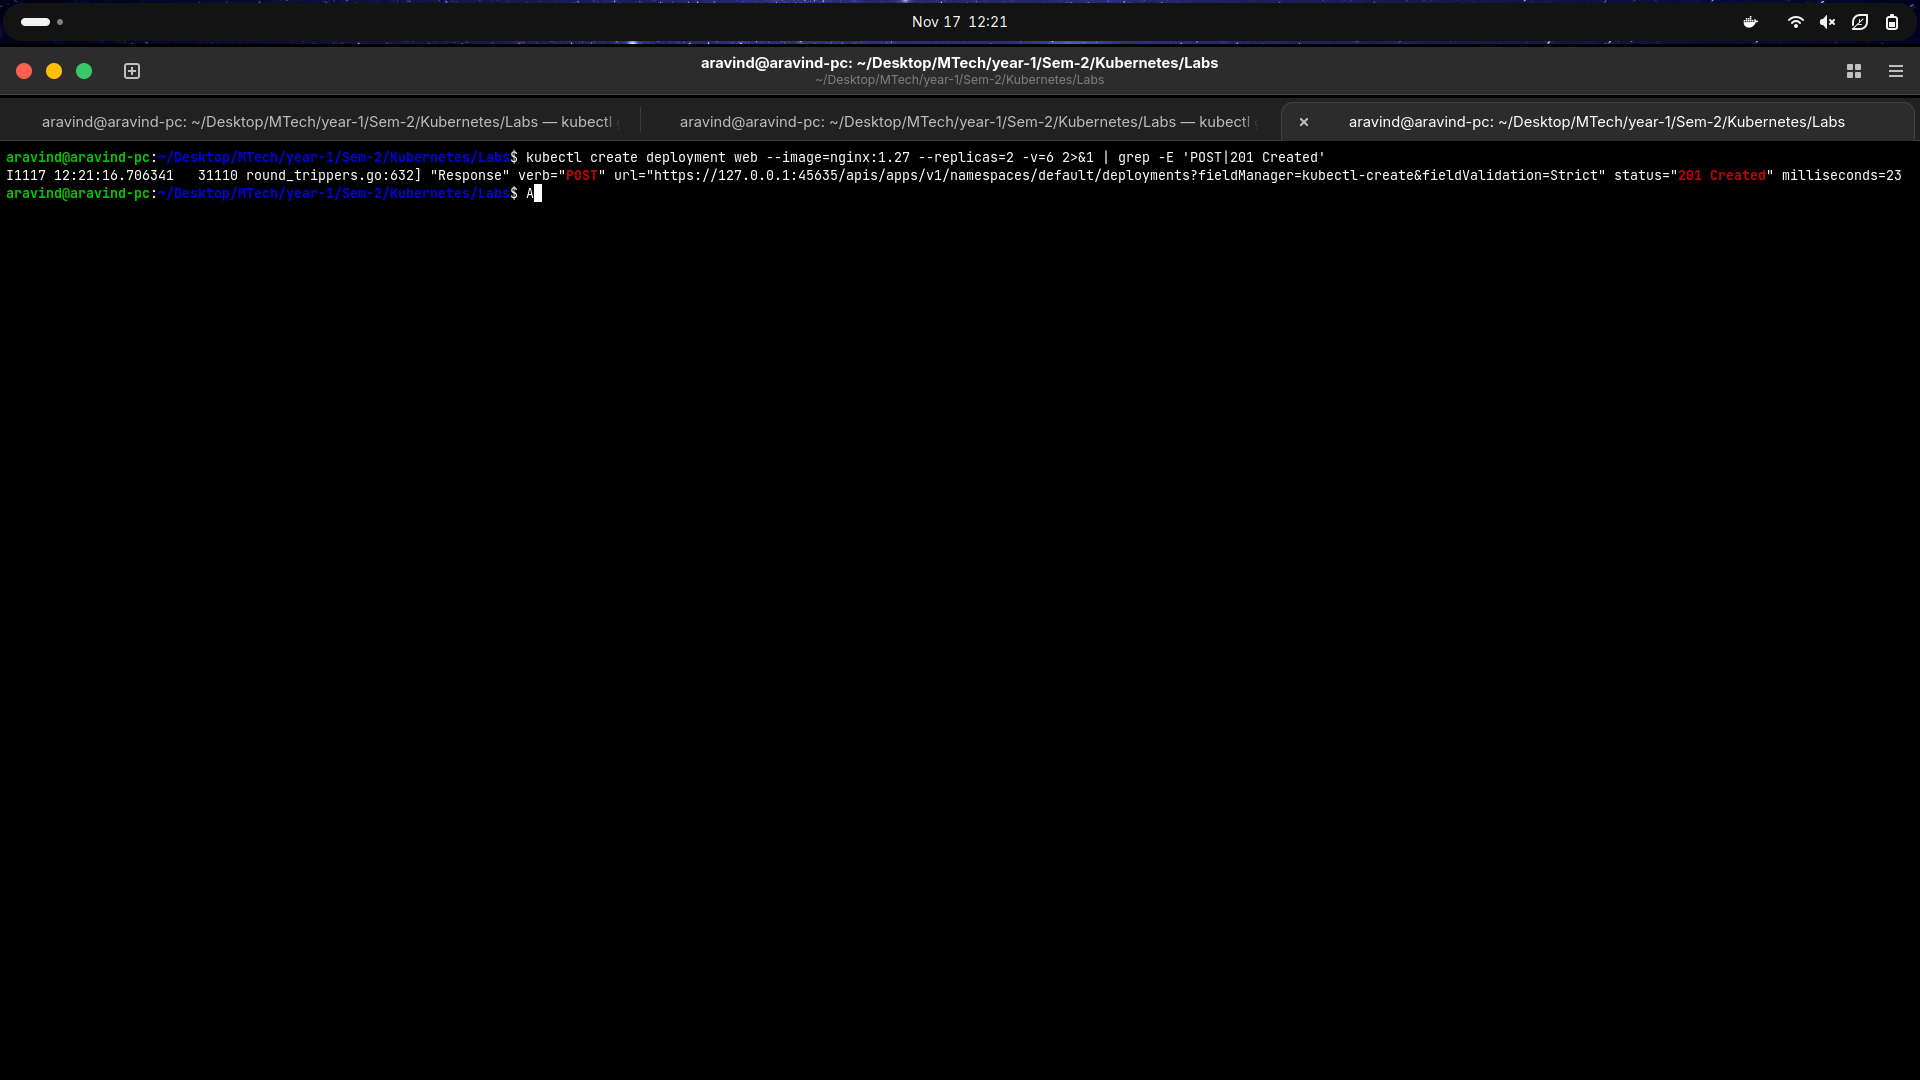 Nov 17 12:21
aravind@aravind-pc: ~/Desktop/MTech/year-1/Sem-2/Kubernetes/Labs
~/Desktop/MTech/year-1/Sem-2/Kubernetes/Labs
aravind@aravind-pc: ~/Desktop/MTech/year-1/Sem-2/Kubernetes/Labs — kubectl
aravind@aravind-pc: ~/Desktop/MTech/year-1/Sem-2/Kubernetes/Labs — kubectl
aravind@aravind-pc: ~/Desktop/MTech/year-1/Sem-2/Kubernetes/Labs
aravind@aravind-pc:~/Desktop/MTech/year-1/Sem-2/Kubernetes/Labs$ kubectl create deployment web --image=nginx:1.27 --replicas=2 -v=6 2>&1 | grep -E 'POST|201 Created'
I1117 12:21:16.706341   31110 round_trippers.go:632] "Response" verb="POST" url="https://127.0.0.1:45635/apis/apps/v1/namespaces/default/deployments?fieldManager=kubectl-create&fieldValidation=Strict" status="201 Created" milliseconds=23
aravind@aravind-pc:~/Desktop/MTech/year-1/Sem-2/Kubernetes/Labs$ A